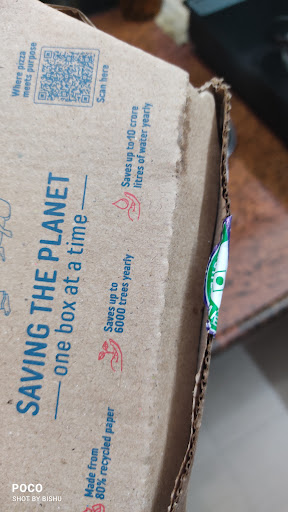 Where pizza
meets purpose
Scan here
SAVING THE PLANET
one box at a time
Made from
80% recycled paper
Saves up to
6000 trees yearly
Saves up to 10 crore
litres of water yearly
POCO
SHOT BY BISHU